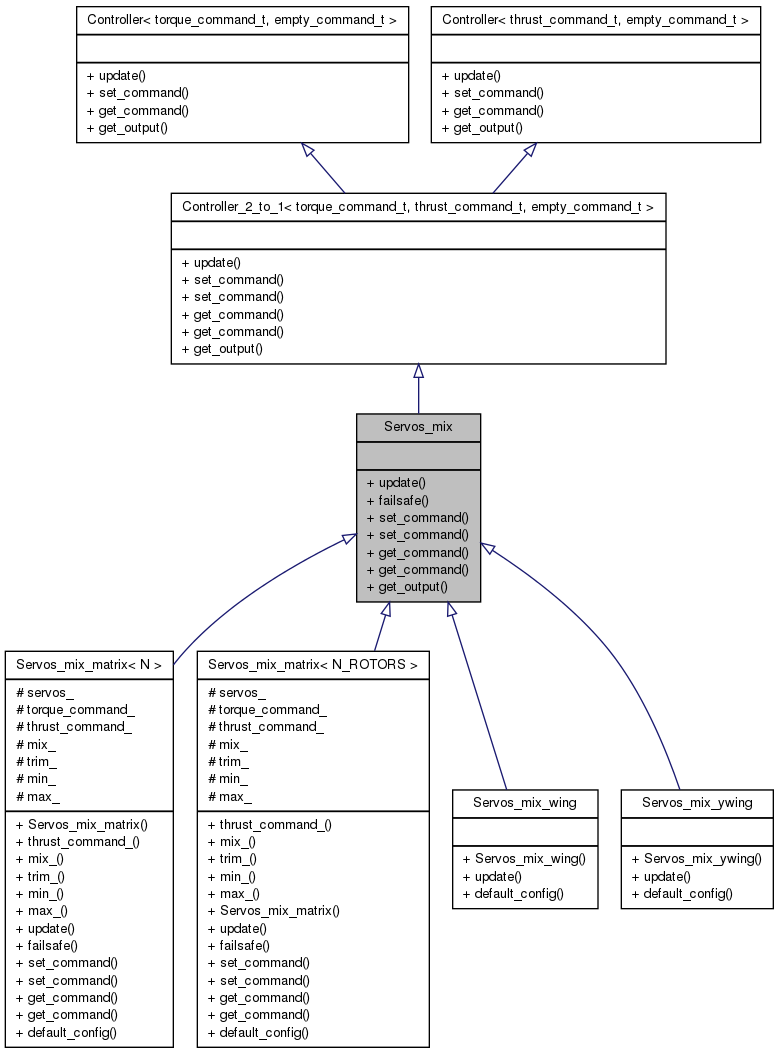 Controller< torque_command_t, empty_command_t >
+ update()
+ set_command()
+ get_command()
+ get_output()
Controller< thrust_command_t, empty_command_t >
+ update()
+ set_command()
+ get_command()
+ get_output()
Controller_2_to_1< torque_command_t, thrust_command_t, empty_command_t >
+ update()
+ set_command()
+ set_command()
+ get_command()
+ get_command()
+ get_output()
Servos_mix
+ update()
+ failsafe()
+ set_command()
+ set_command()
+ get_command()
+ get_command()
+ get_output()
Servos_mix_matrix< N >
# servos_
# torque_command_
# thrust_command_
# mix_
# trim_
# min_
# max_
+ Servos_mix_matrix()
+ thrust_command_()
+ mix_()
+ trim_()
+ min_()
+ max_()
+ update()
+ failsafe()
+ set_command()
+ set_command()
+ get_command()
+ get_command()
+ default_config()
Servos_mix_matrix< N_ROTORS >
# servos_
# torque_command_
# thrust_command_
# mix_
# trim_
# min_
# max_
+ thrust_command_()
+ mix_()
+ trim_()
+ min_()
+ max_()
+ Servos_mix_matrix()
+ update()
+ failsafe()
+ set_command()
+ set_command()
+ get_command()
+ get_command()
+ default_config()
Servos_mix_wing
+ Servos_mix_wing()
+ update()
+ default_config()
Servos_mix_ywing
+ Servos_mix_ywing()
+ update()
+ default_config()